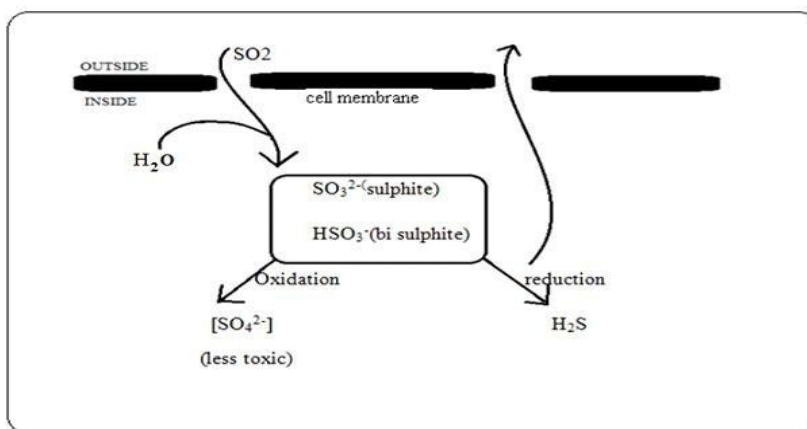 SO2
OUTSIDE
INSIDE
cell membrane
H₂O
SO₃²⁻⁽sulphite)
HSO₃⁻(bi sulphite)
Oxidation
reduction
[SO₄²⁻]
H₂S
(less toxic)